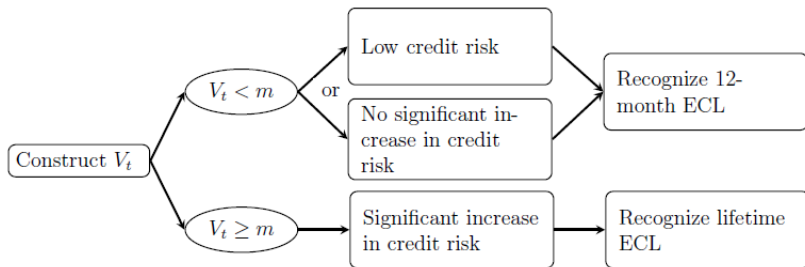 Construct V_t
V_t < m
or
Low credit risk
No significant in-
crease in credit
risk
Recognize 12-
month ECL
V_t ≥ m
Significant increase
in credit risk
Recognize lifetime
ECL